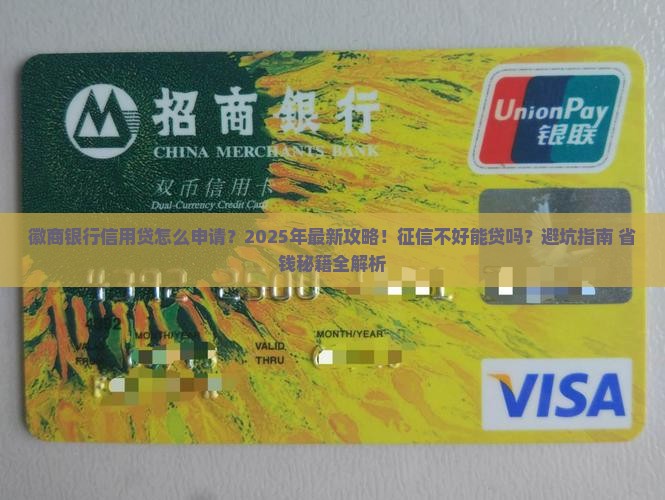 招商银行
CHINA MERCHANTS BANK
双币信用卡
Dual-Currency Credit Card
UnionPay
银联
徽商银行信用贷怎么申请？2025年最新攻略！征信不好能贷吗？避坑指南 省
钱秘籍全解析
MONTH/YEAR
MONTH/YEAR
VALID
THRU
VISA